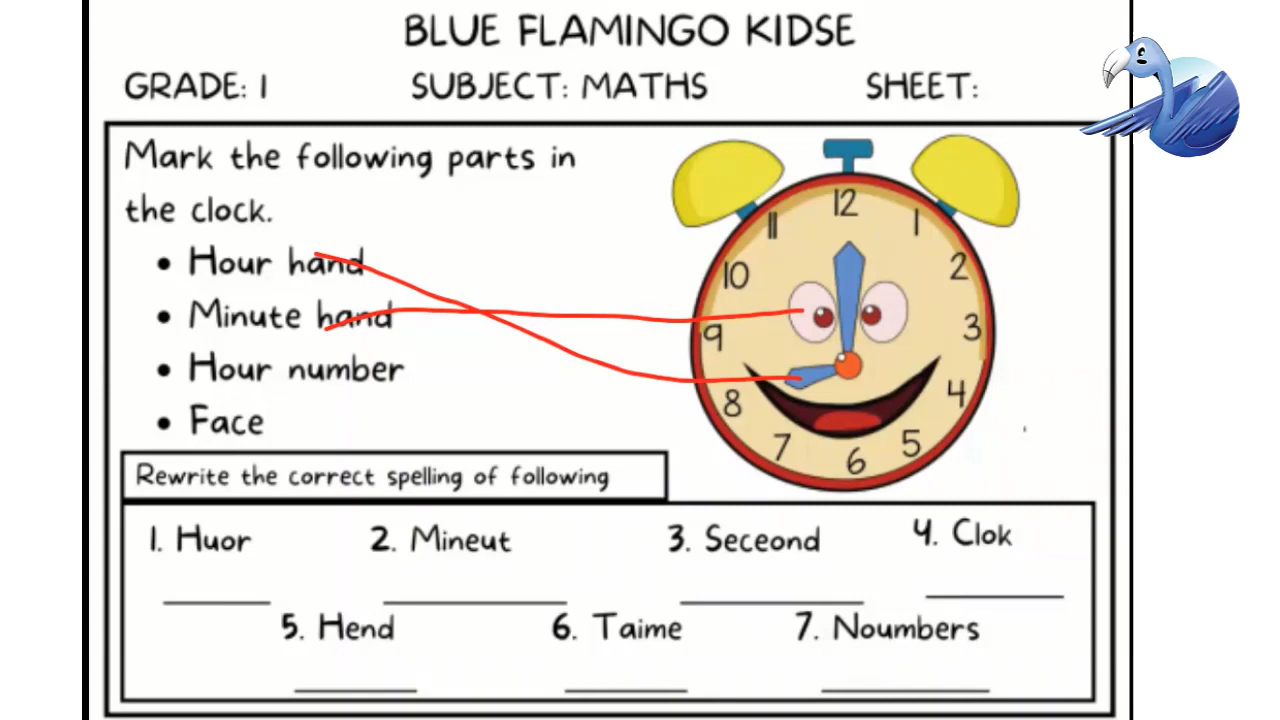 BLUE FLAMINGO KIDSE
GRADE: 1 SUBJECT: MATHS SHEET:
Mark the following parts in
the clock.
• Hour hand
• Minute hand
• Hour number
• Face
12
1
2
3
4
5
6
7
8
9
10
11
Rewrite the correct spelling of following
1. Huor 2. Mineut 3. Seceond 4. Clok
5. Hend 6. Taime 7. Noumbers